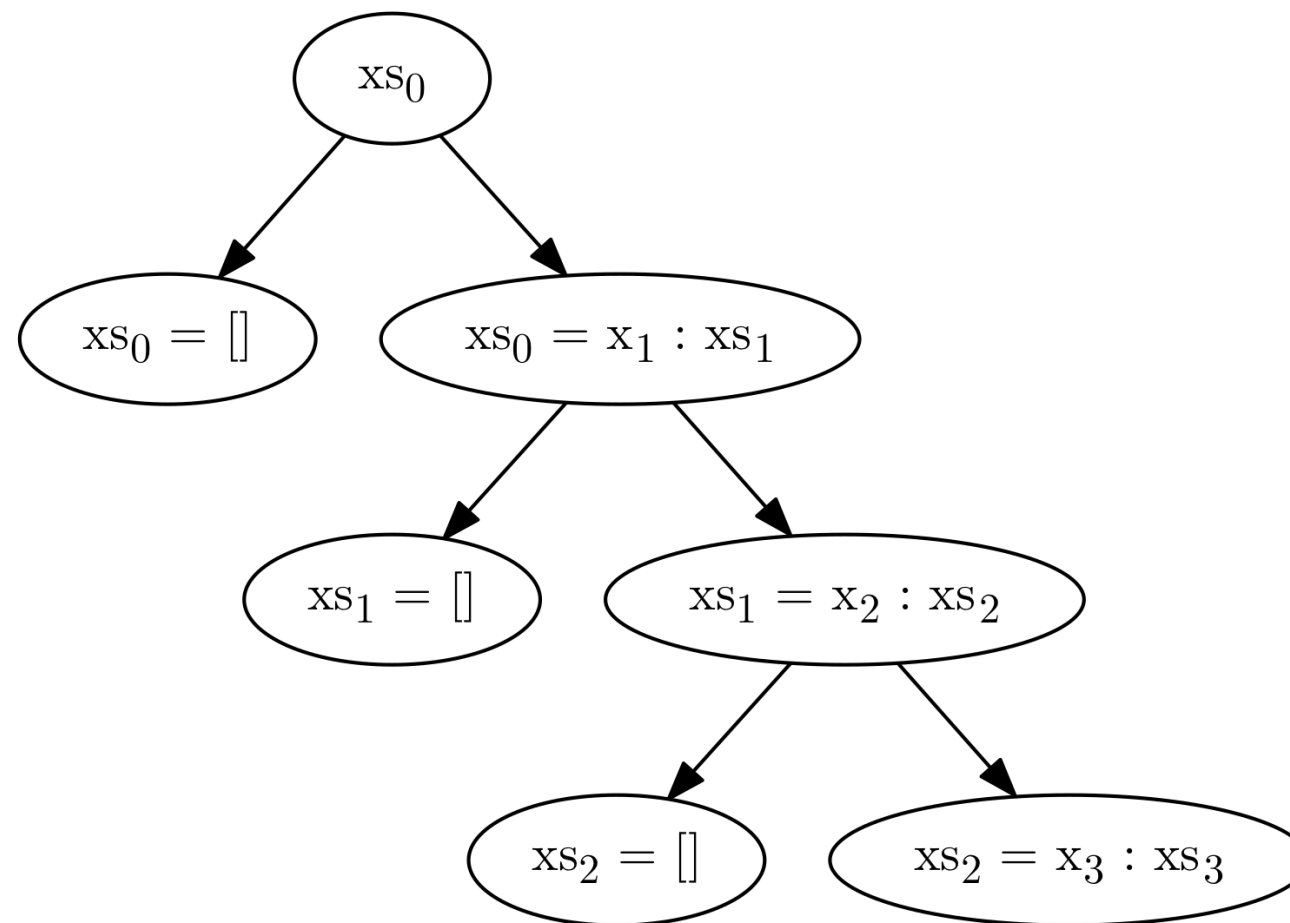 xs₀
xs₀ = []
xs₀ = x₁ : xs₁
xs₁ = []
xs₁ = x₂ : xs₂
xs₂ = []
xs₂ = x₃ : xs₃